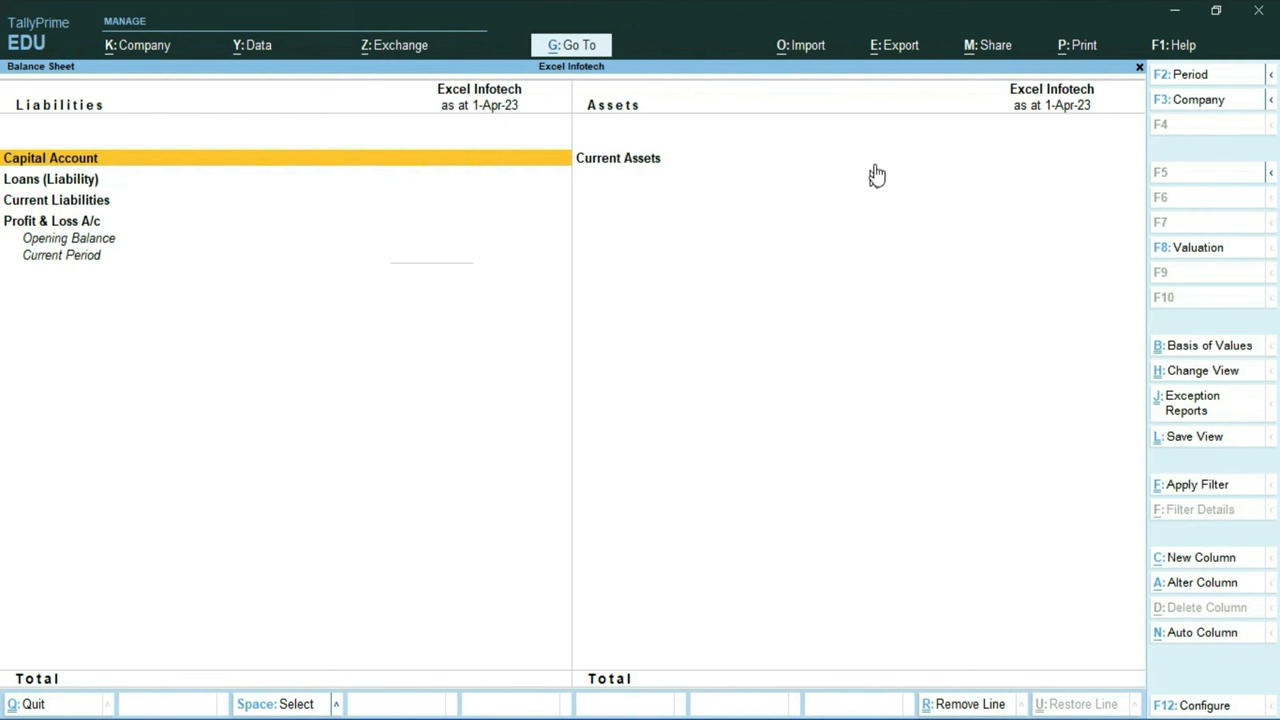 TallyPrime
EDU
MANAGE
K: Company
Y: Data
Z: Exchange
G: Go To
O: Import
E: Export
M: Share
P: Print
F1: Help
Balance Sheet
Excel Infotech
x
Liabilities
Excel Infotech
as at 1-Apr-23
Assets
Excel Infotech
as at 1-Apr-23
Capital Account
Loans (Liability)
Current Liabilities
Profit & Loss A/c
Opening Balance
Current Period
Current Assets
Total
Total
F2: Period
F3: Company
F4
F5
F6
F7
F8: Valuation
F9
F10
B: Basis of Values
H: Change View
J: Exception
Reports
L: Save View
F: Apply Filter
F: Filter Details
C: New Column
A: Alter Column
D: Delete Column
N: Auto Column
Q: Quit
Space: Select
R: Remove Line
U: Restore Line
F12: Configure